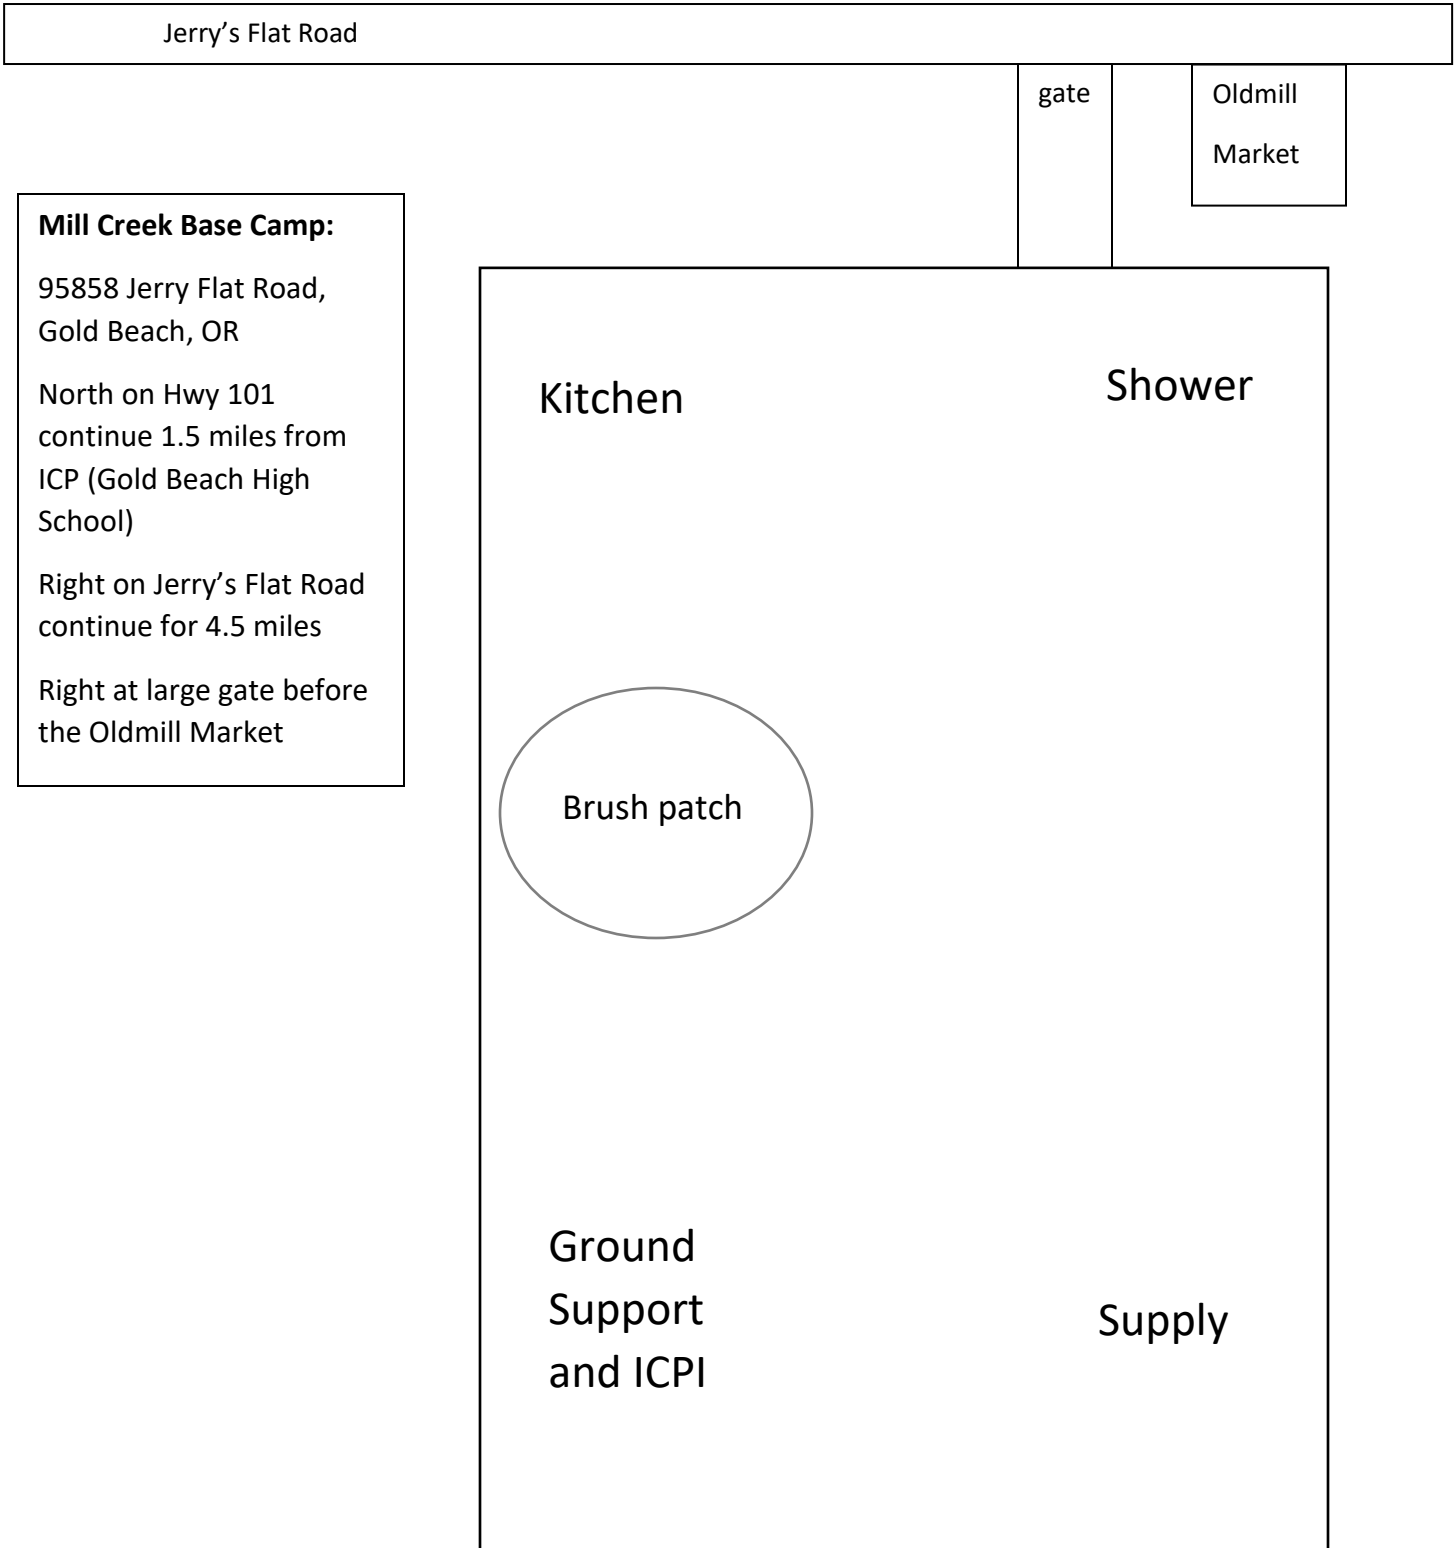 Jerry’s Flat Road
gate
Oldmill
Market
Mill Creek Base Camp:
95858 Jerry Flat Road,
Gold Beach, OR
North on Hwy 101
continue 1.5 miles from
ICP (Gold Beach High
School)
Right on Jerry’s Flat Road
continue for 4.5 miles
Right at large gate before
the Oldmill Market
Kitchen
Shower
Brush patch
Ground
Support
and ICPI
Supply